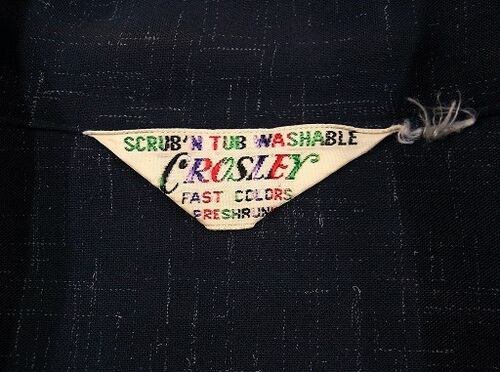 SCRUB'N TUB WASHABLE
CROSLEY
FAST COLORS
PRESHRUNK